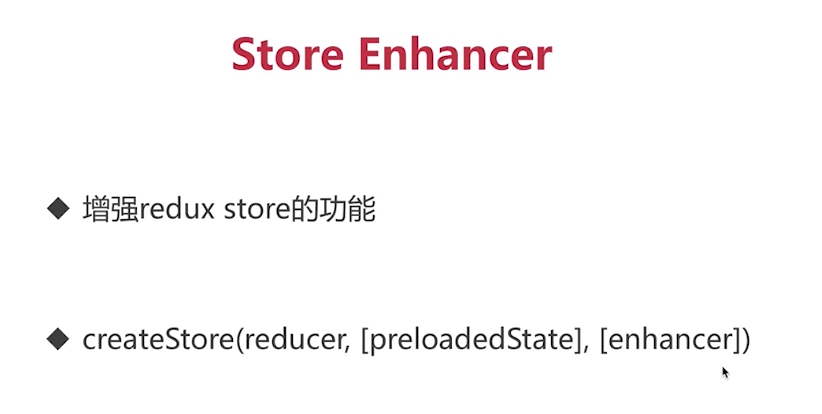 Store Enhancer
◆ 增强redux store的功能
◆ createStore(reducer, [preloadedState], [enhancer])